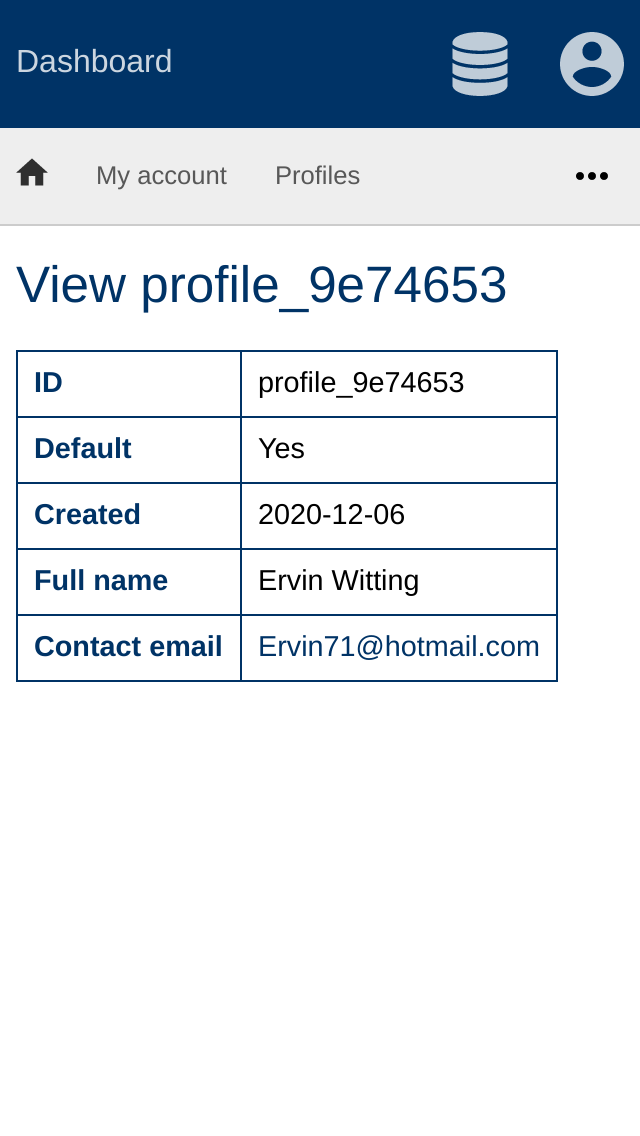 Dashboard
My account Profiles
View profile_9e74653
ID profile_9e74653
Default Yes
Created 2020-12-06
Full name Ervin Witting
Contact email Ervin71@hotmail.com